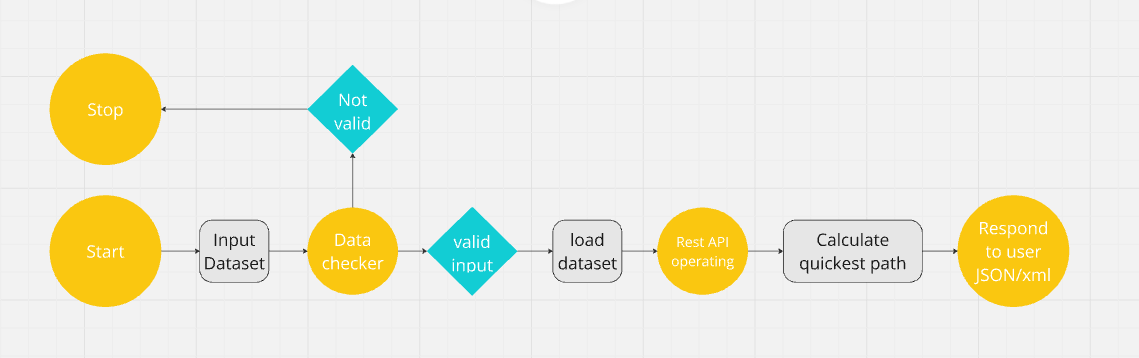 Stop
Not
valid
Start
Input
Dataset
Data
checker
valid
input
load
dataset
Rest API
operating
Calculate
quickest path
Respond
to user
JSON/xml